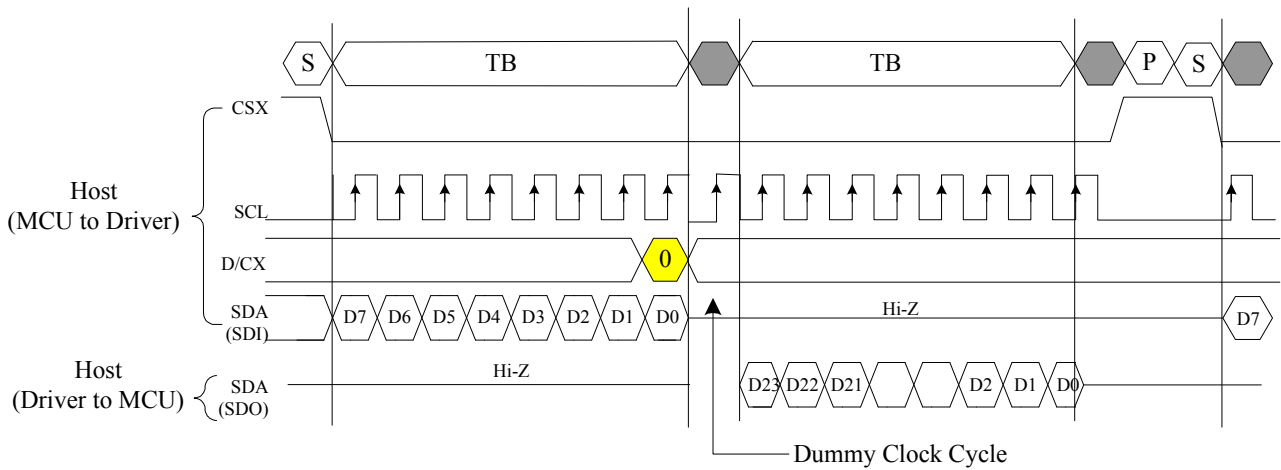 S TB TB P S
CSX
Host
(MCU to Driver)
SCL
D/CX 0
SDA
(SDI)
D7 D6 D5 D4 D3 D2 D1 D0 Hi-Z D7
Host
(Driver to MCU)
SDA
(SDO)
Hi-Z D23 D22 D21 D2 D1 D0
Dummy Clock Cycle